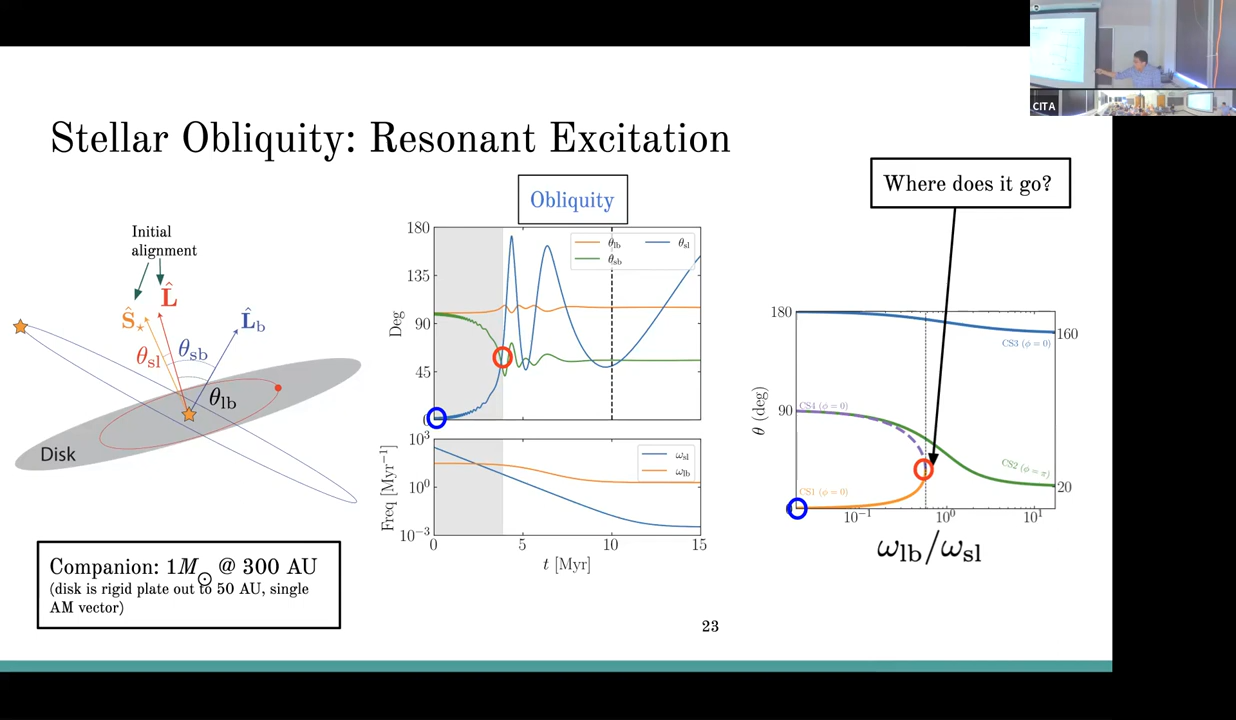 CITA
Stellar Obliquity: Resonant Excitation
Where does it go?
Obliquity
Initial
alignment
Ŝ⋆
L̂
L̂b
θsl
θsb
θlb
Disk
180
135
90
45
Deg
θlb
θsb
θsl
10³
10⁰
10⁻³
Freq [Myr⁻¹]
ωsl
ωlb
0
5
10
15
t [Myr]
180
90
θ (deg)
CS3 (ϕ = 0)
CS4 (ϕ = 0)
CS1 (ϕ = 0)
CS2 (ϕ = π)
160
20
10⁻¹
10⁰
10¹
ωlb/ωsl
Companion: 1M⊙ @ 300 AU
(disk is rigid plate out to 50 AU, single
AM vector)
23